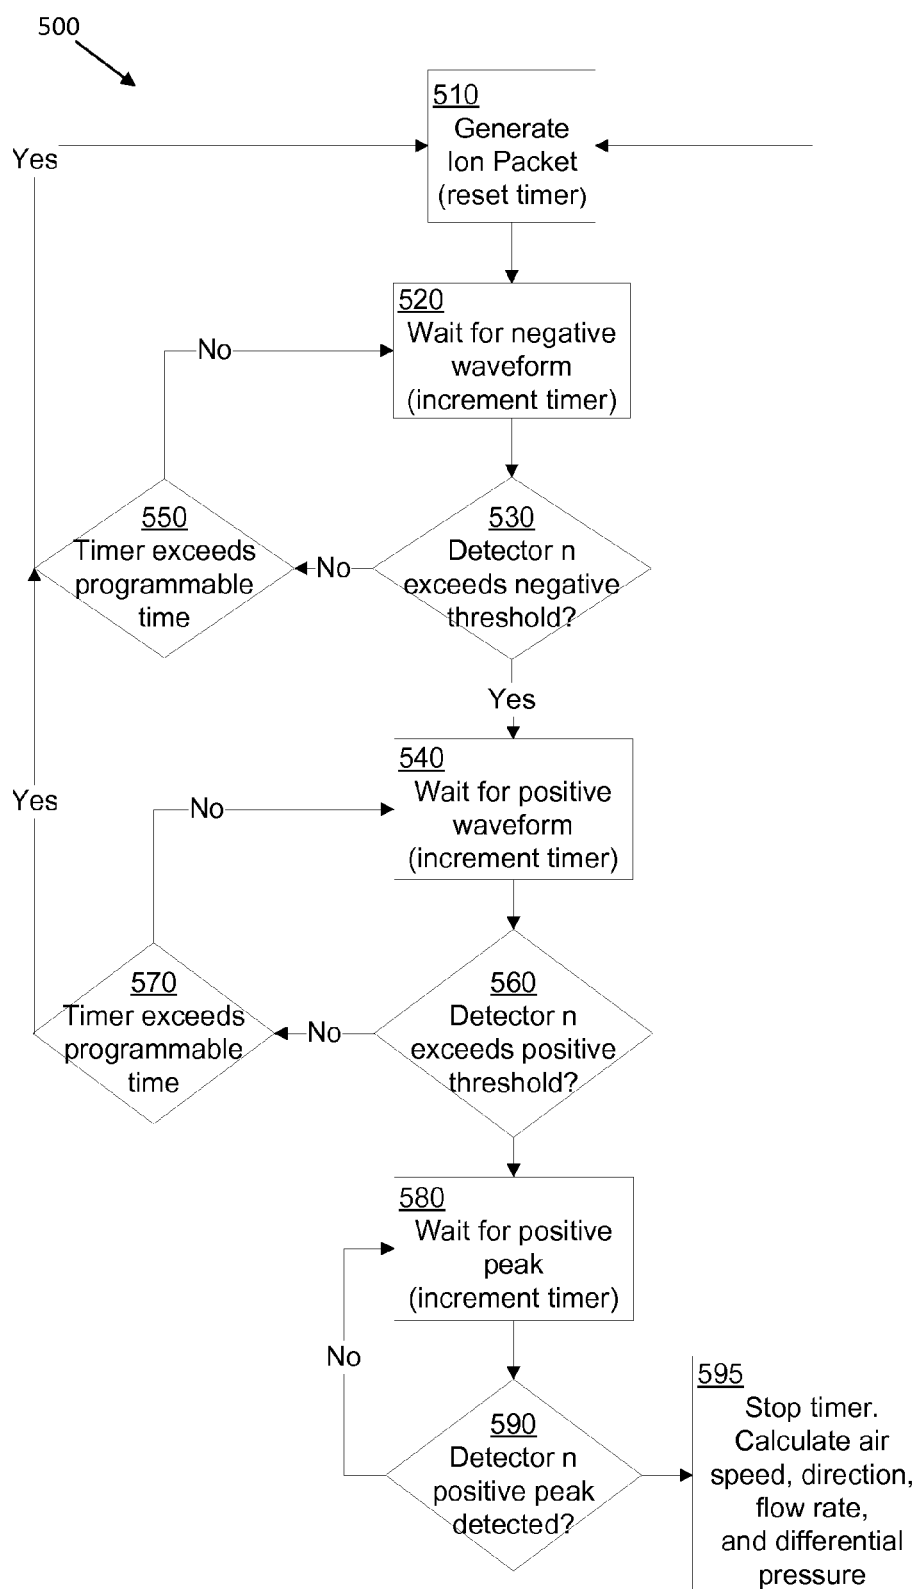 500
510
Generate
Ion Packet
(reset timer)
Yes
520
Wait for negative
waveform
(increment timer)
No
550
Timer exceeds
programmable
time
No
530
Detector n
exceeds negative
threshold?
Yes
540
Wait for positive
waveform
(increment timer)
Yes
No
570
Timer exceeds
programmable
time
No
560
Detector n
exceeds positive
threshold?
580
Wait for positive
peak
(increment timer)
No
590
Detector n
positive peak
detected?
595
Stop timer.
Calculate air
speed, direction,
flow rate,
and differential
pressure